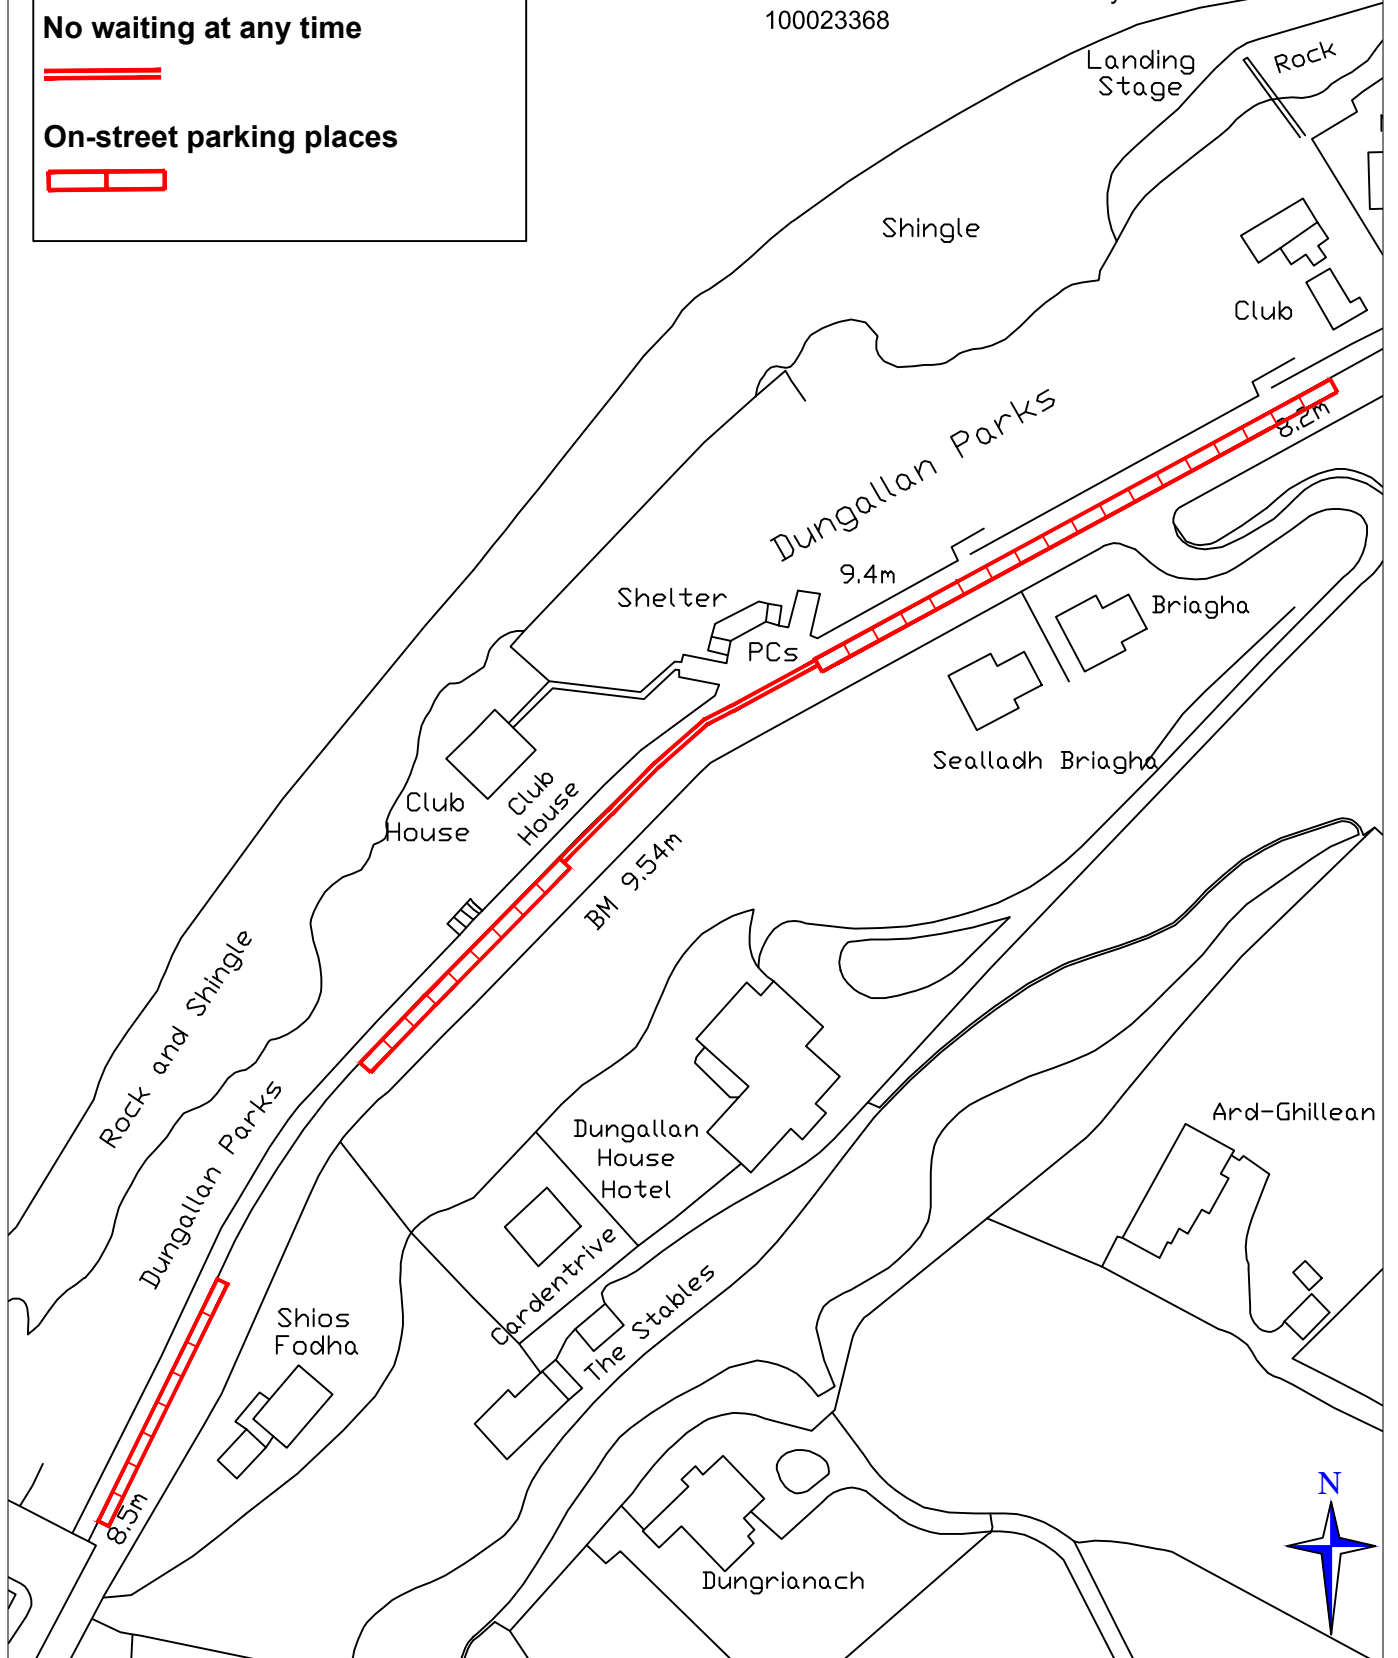 No waiting at any time
On-street parking places
100023368
Landing
Stage
Rock
Shingle
Club
Dungallan Parks
8.2m
9.4m
Shelter
PCs
Briagha
Sealladh Briagha
Club
House
Club
House
BM 9.54m
Rock and Shingle
Dungallan Parks
Dungallan
House
Hotel
Ard-Ghillean
Cardentrive
The Stables
Shios
Fodha
8.5m
Dungrianach
N